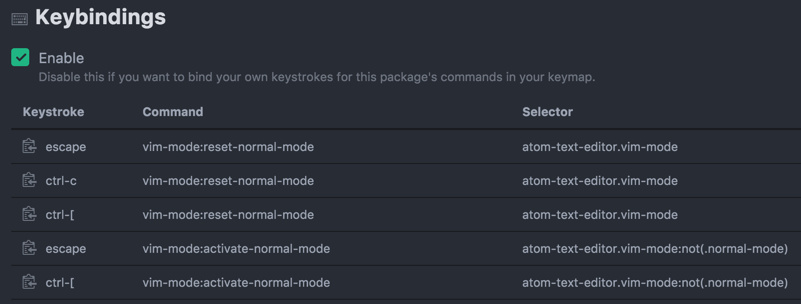 Keybindings
Enable
Disable this if you want to bind your own keystrokes for this package's commands in your keymap.
Keystroke Command Selector
escape vim-mode:reset-normal-mode atom-text-editor.vim-mode
ctrl-c vim-mode:reset-normal-mode atom-text-editor.vim-mode
ctrl-[ vim-mode:reset-normal-mode atom-text-editor.vim-mode
escape vim-mode:activate-normal-mode atom-text-editor.vim-mode:not(.normal-mode)
ctrl-[ vim-mode:activate-normal-mode atom-text-editor.vim-mode:not(.normal-mode)